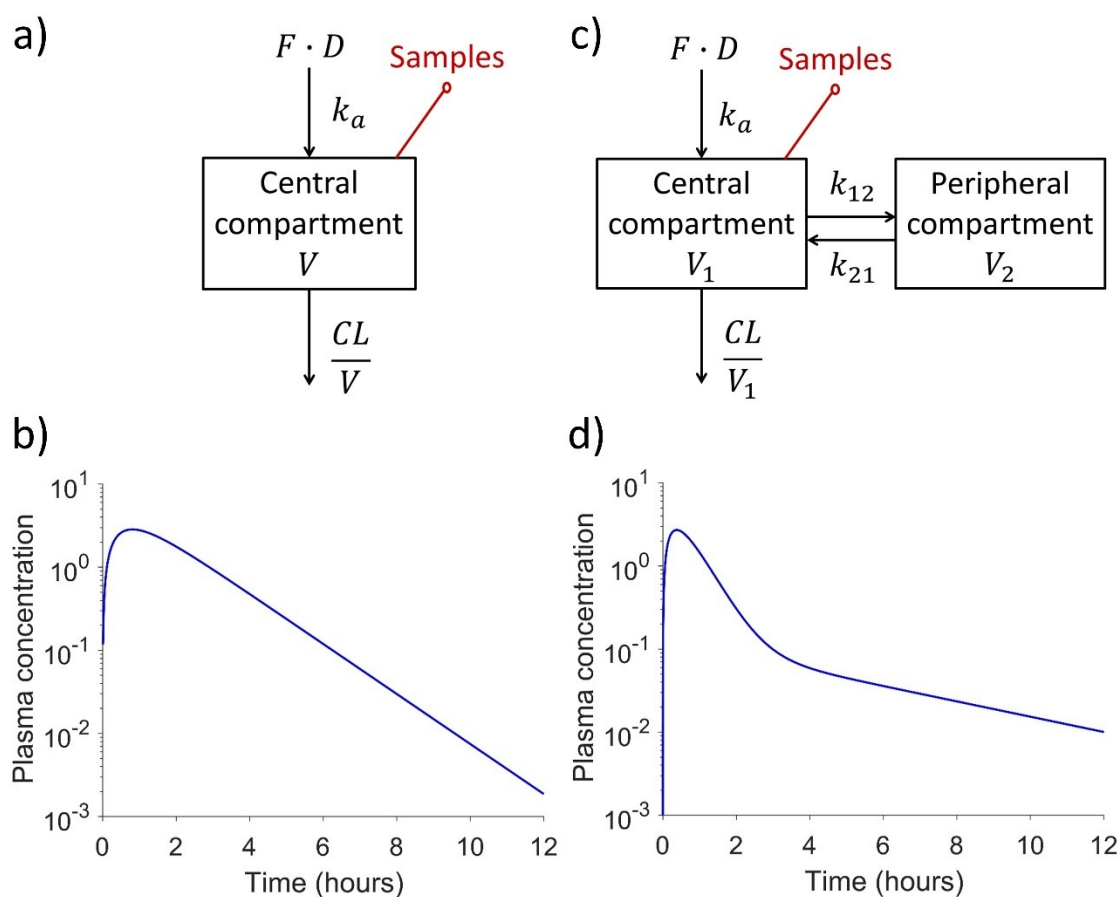 a)
F · D
Samples
k_a
Central
compartment
V
CL
V
c)
F · D
Samples
k_a
Central
compartment
V_1
k_12
k_21
Peripheral
compartment
V_2
CL
V_1
b)
Plasma concentration
10^1
10^0
10^-1
10^-2
10^-3
0 2 4 6 8 10 12
Time (hours)
d)
Plasma concentration
10^1
10^0
10^-1
10^-2
10^-3
0 2 4 6 8 10 12
Time (hours)